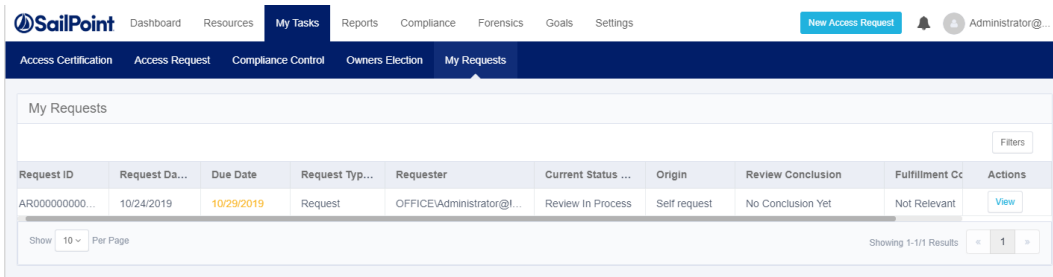 SailPoint Dashboard Resources My Tasks Reports Compliance Forensics Goals Settings New Access Request Administrator@...
Access Certification Access Request Compliance Control Owners Election My Requests
My Requests
Filters
Request ID Request Da... Due Date Request Typ... Requester Current Status ... Origin Review Conclusion Fulfillment Co Actions
AR000000000... 10/24/2019 10/29/2019 Request OFFICE\Administrator@!... Review In Process Self request No Conclusion Yet Not Relevant View
Show 10 Per Page Showing 1-1/1 Results « 1 »